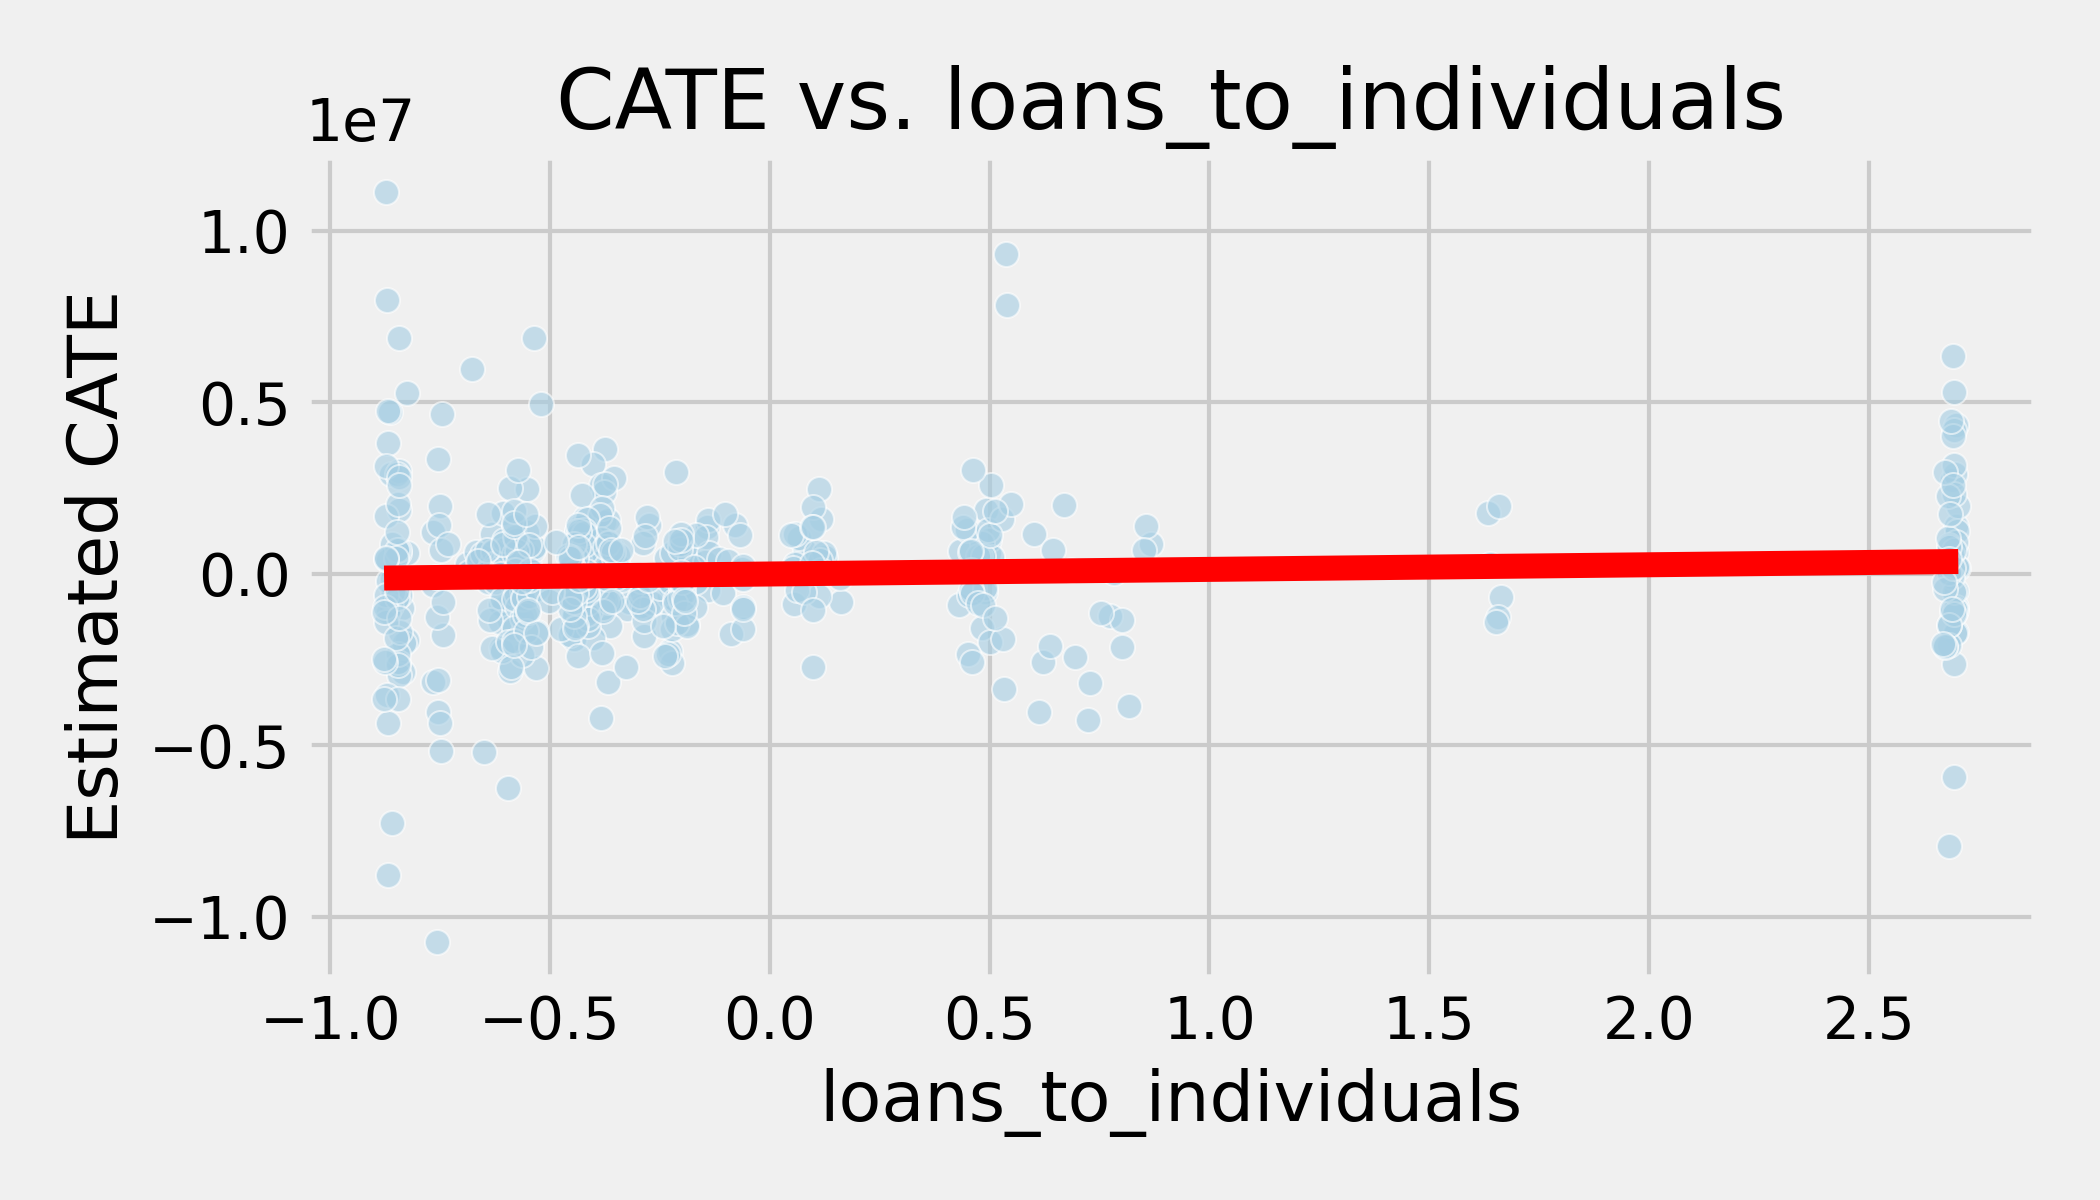 CATE vs. loans_to_individuals
1e7
1.0
0.5
0.0
−0.5
−1.0
Estimated CATE
−1.0 −0.5 0.0 0.5 1.0 1.5 2.0 2.5
loans_to_individuals